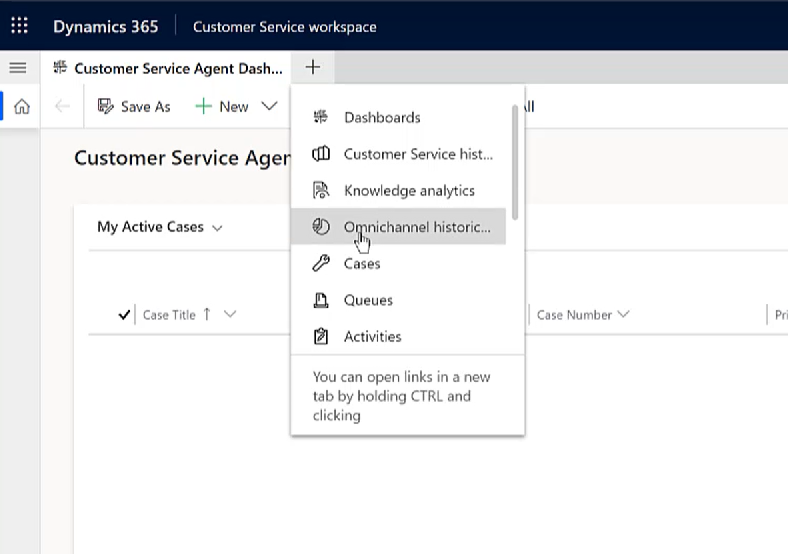 Dynamics 365
Customer Service workspace
Customer Service Agent Dash...
Save As
New
Customer Service Agen
Dashboards
Customer Service hist...
Knowledge analytics
Omnichannel historic...
Cases
Queues
Activities
You can open links in a new
tab by holding CTRL and
clicking
My Active Cases
Case Title
Case Number
Pri